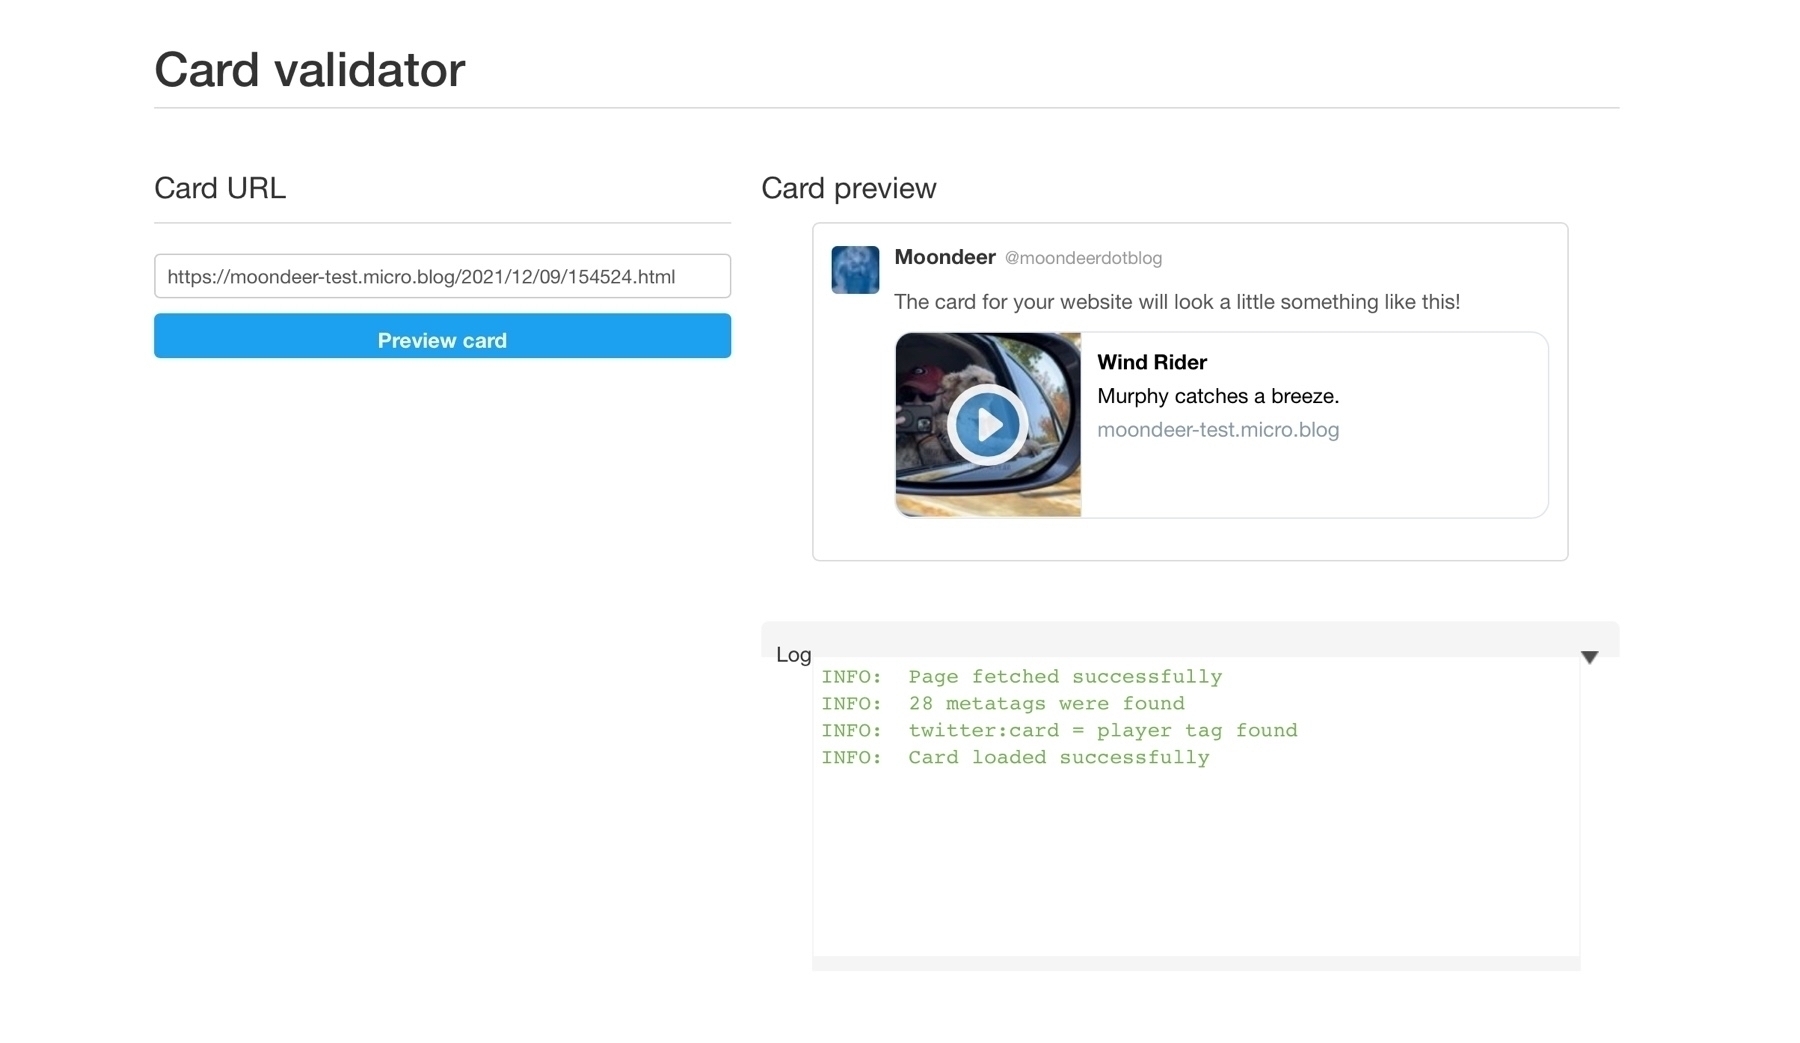 Card validator
Card URL
https://moondeer-test.micro.blog/2021/12/09/154524.html
Preview card
Card preview
Moondeer @moondeerdotblog
The card for your website will look a little something like this!
Wind Rider
Murphy catches a breeze.
moondeer-test.micro.blog
Log
INFO:  Page fetched successfully
INFO:  28 metatags were found
INFO:  twitter:card = player tag found
INFO:  Card loaded successfully